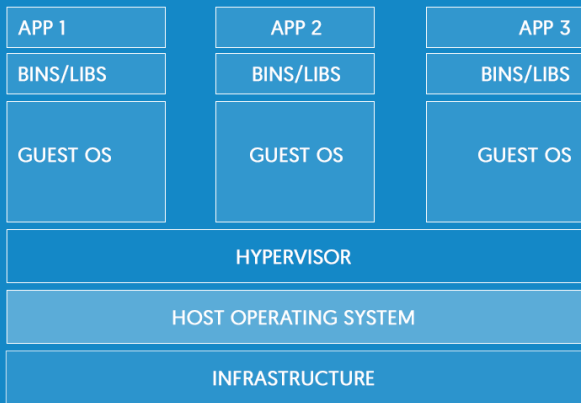 APP 1 APP 2 APP 3
BINS/LIBS BINS/LIBS BINS/LIBS
GUEST OS GUEST OS GUEST OS
HYPERVISOR
HOST OPERATING SYSTEM
INFRASTRUCTURE